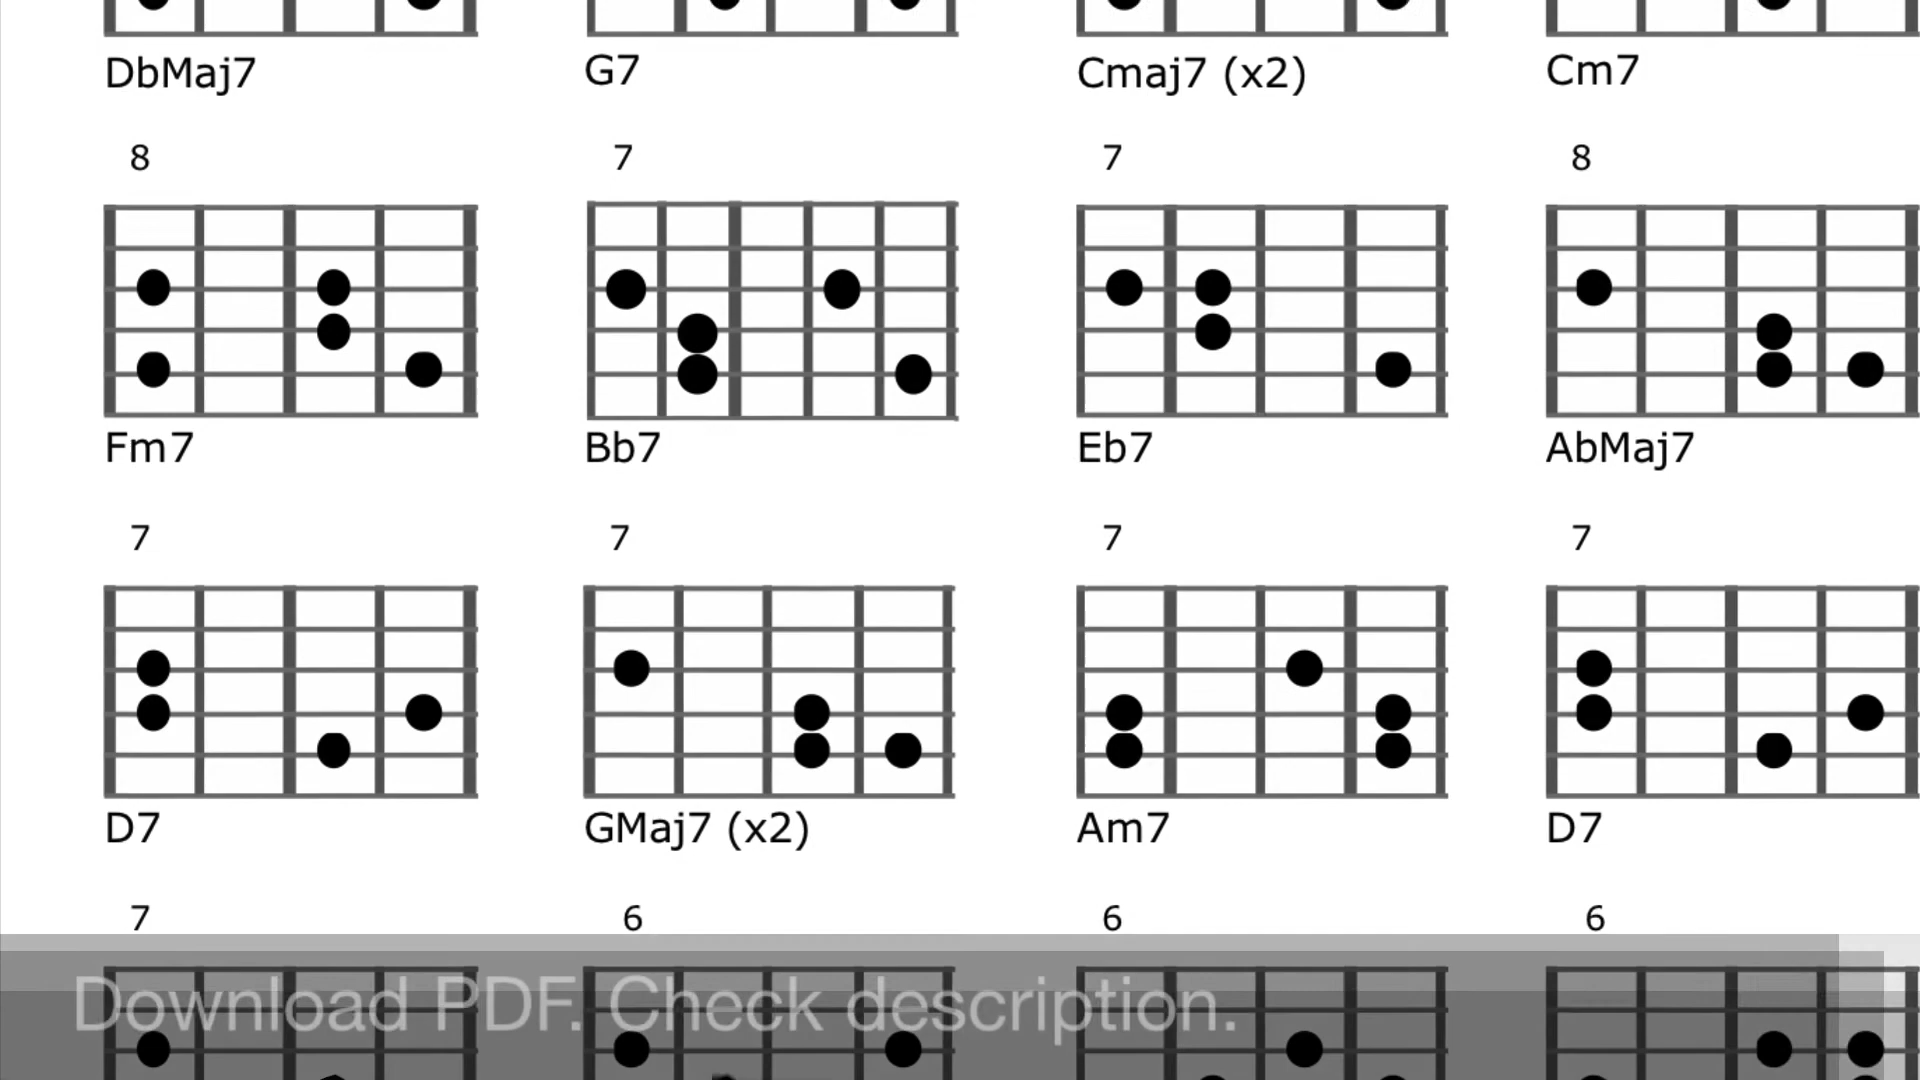 DbMaj7 G7 Cmaj7 (x2) Cm7
8 7 7 8
Fm7 Bb7 Eb7 AbMaj7
7 7 7 7
D7 GMaj7 (x2) Am7 D7
7 6 6 6
Download PDF. Check description.